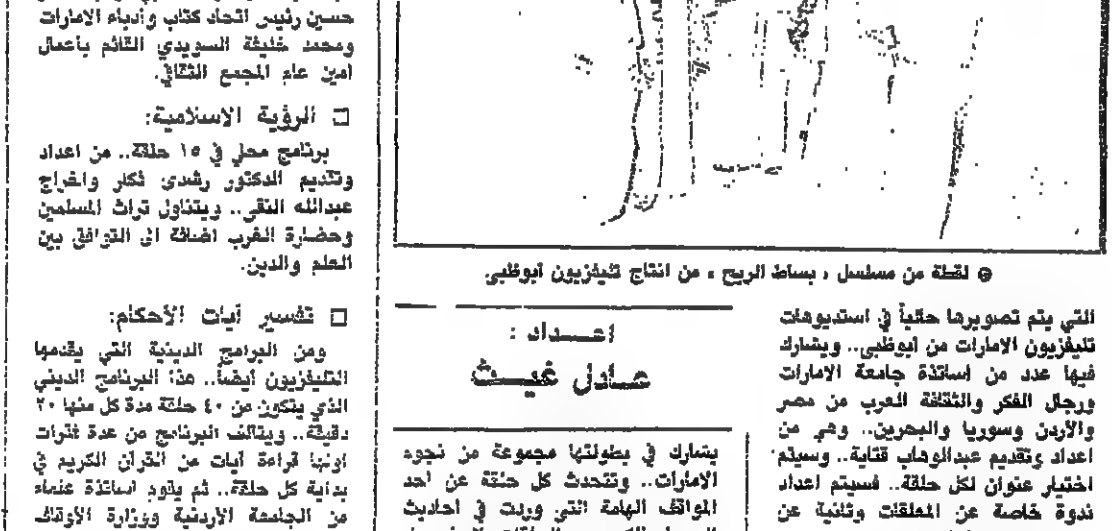 ● لقطة من مسلسل « بساط الريح » من انتاج تليفزيون أبوظبي
اعــداد :
عــادل غيــث
التي يتم تصويرها حالياً في استديوهات
تليفزيون الامارات من أبوظبي.. ويشارك
فيها عدد من اساتذة جامعة الامارات
ورجال الفكر والثقافة العرب من مصر
والأردن وسوريا والبحرين.. وهي من
اعداد وتقديم عبدالوهاب قتاية.. وسيتم
اختيار عنوان لكل حلقة.. فسيتم اعداد
ندوة خاصة عن المعلقات وثانية عن
يشارك في بطولتها مجموعة من نجوم
الامارات.. وتتحدث كل حلقة عن احد
المواقف الهامة التي وردت في احاديث
حسين رئيس اتحاد كتاب وأدباء الامارات
ومحمد خليفة السويدي القائم بأعمال
امين عام المجمع الثقافي.
□ الرؤية الاسلامية:
برنامج محلي في ١٥ حلقة.. من اعداد
وتقديم الدكتور رشدي فكار واخراج
عبدالله النقي.. ويتناول تراث المسلمين
وحضارة الغرب اضافة الى التوافق بين
العلم والدين.
□ تفسير آيات الأحكام:
ومن البرامج الدينية التي يقدمها
التليفزيون أيضاً.. هذا البرنامج الديني
الذي يتكون من ٤٠ حلقة مدة كل منها ٢٠
دقيقة.. ويتألف البرنامج من عدة فقرات
اولها قراءة آيات من القرآن الكريم في
بداية كل حلقة.. ثم يقوم اساتذة علماء
من الجامعة الأردنية ووزارة الأوقاف